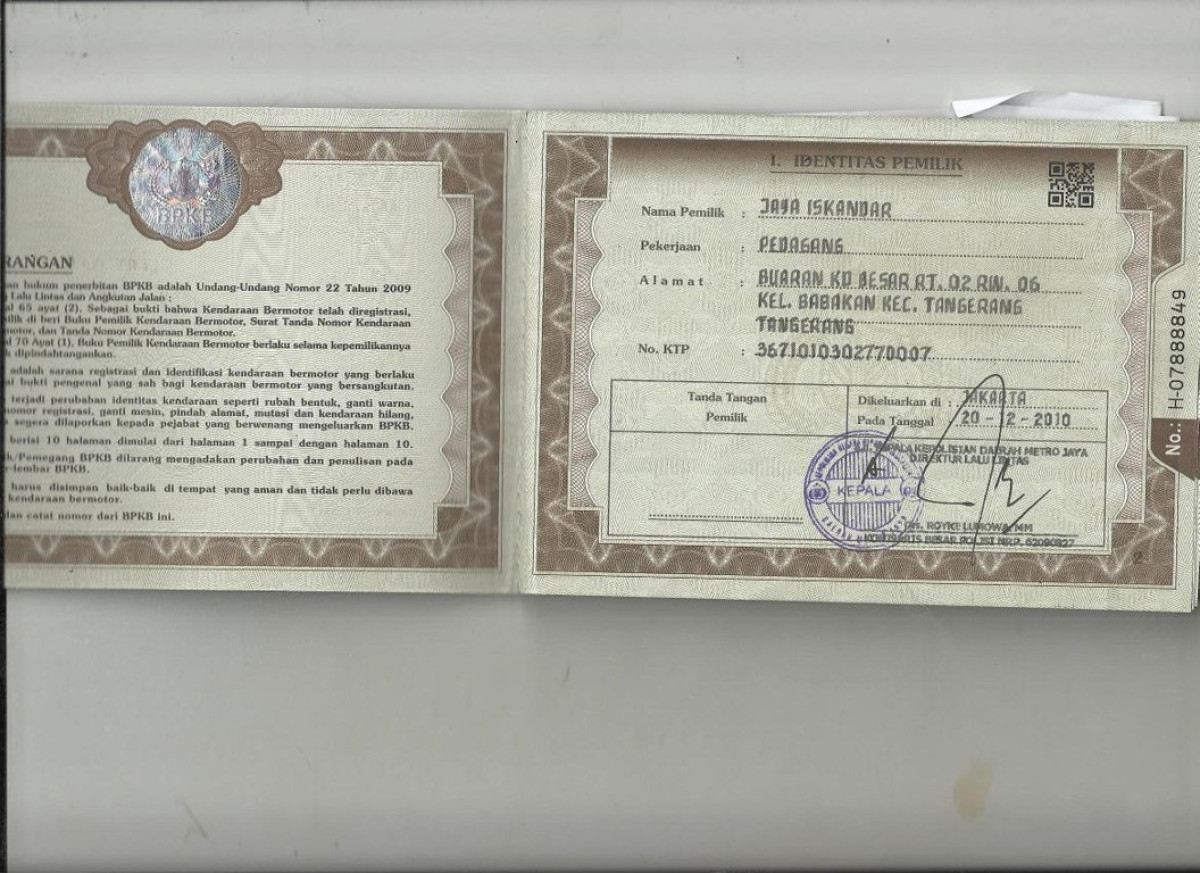 BPKB
RANGAN
an hukum penerbitan BPKB adalah Undang-Undang Nomor 22 Tahun 2009
Lalu Lintas dan Angkutan Jalan :
al 65 ayat (2). Sebagai bukti bahwa Kendaraan Bermotor telah diregistrasi,
ilik di beri Buku Pemilik Kendaraan Bermotor, Surat Tanda Nomor Kendaraan
motor, dan Tanda Nomor Kendaraan Bermotor.
al 70 Ayat (1). Buku Pemilik Kendaraan Bermotor berlaku selama kepemilikannya
k dipindahtangankan.
adalah sarana registrasi dan identifikasi kendaraan bermotor yang berlaku
ai bukti pengenal yang sah bagi kendaraan bermotor yang bersangkutan.
terjadi perubahan identitas kendaraan seperti rubah bentuk, ganti warna,
nomor registrasi, ganti mesin, pindah alamat, mutasi dan kendaraan hilang,
segera dilaporkan kepada pejabat yang berwenang mengeluarkan BPKB.
berisi 10 halaman dimulai dari halaman 1 sampai dengan halaman 10.
ik/Pemegang BPKB dilarang mengadakan perubahan dan penulisan pada
r-lembar BPKB.
harus disimpan baik-baik di tempat yang aman dan tidak perlu dibawa
kendaraan bermotor.
dan catat nomor dari BPKB ini.
I. IDENTITAS PEMILIK
Nama Pemilik : JAYA ISKANDAR
Pekerjaan : PEDAGANG
Alamat : BUARAN KD BESAR RT. 02 RW. 06
KEL. BABAKAN KEC. TANGERANG
TANGERANG
No. KTP : 3671010302770007
Tanda Tangan
Pemilik
Dikeluarkan di : JAKARTA
Pada Tanggal 20 - 12 - 2010
KEPALA KEPOLISIAN DAERAH METRO JAYA
DIREKTUR LALU LINTAS
KEPALA
Drs. ROYKE LUMOWA, MM
KOMISARIS BESAR POLISI NRP. 62090827
2
No.: H-07888849